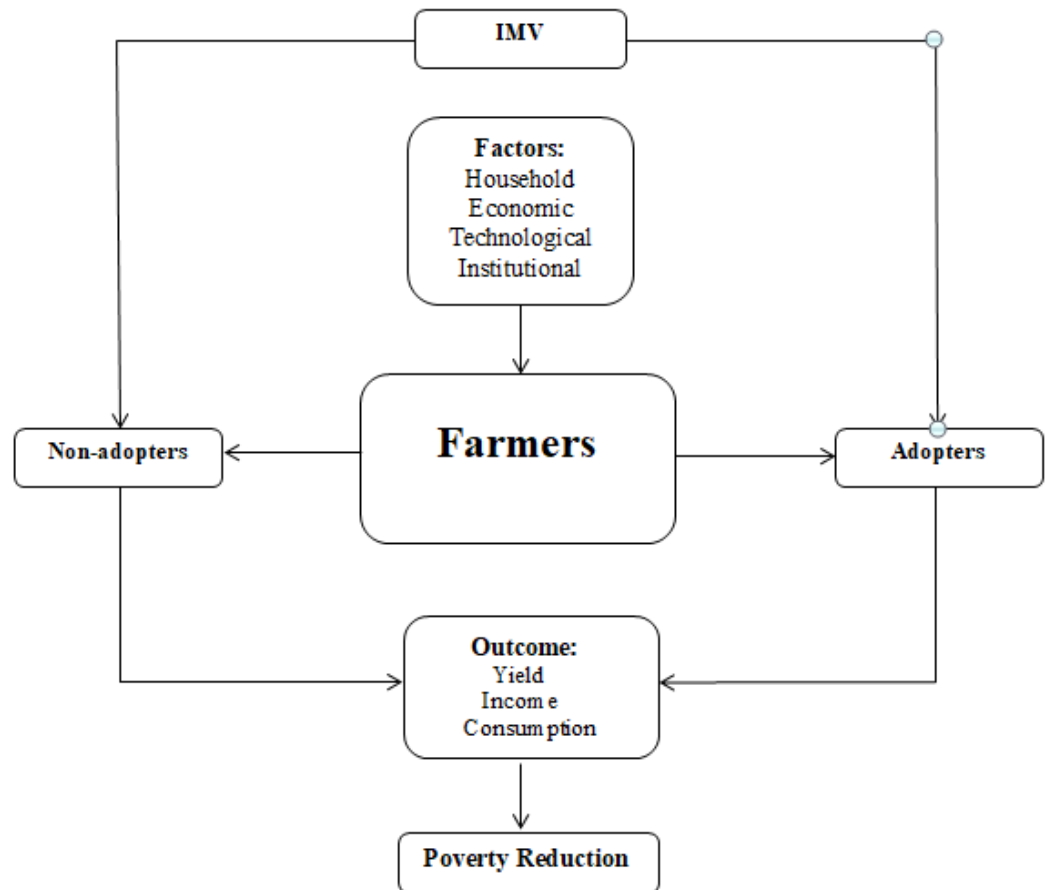 IMV
Factors:
Household
Economic
Technological
Institutional
Farmers
Non-adopters
Adopters
Outcome:
Yield
Income
Consumption
Poverty Reduction